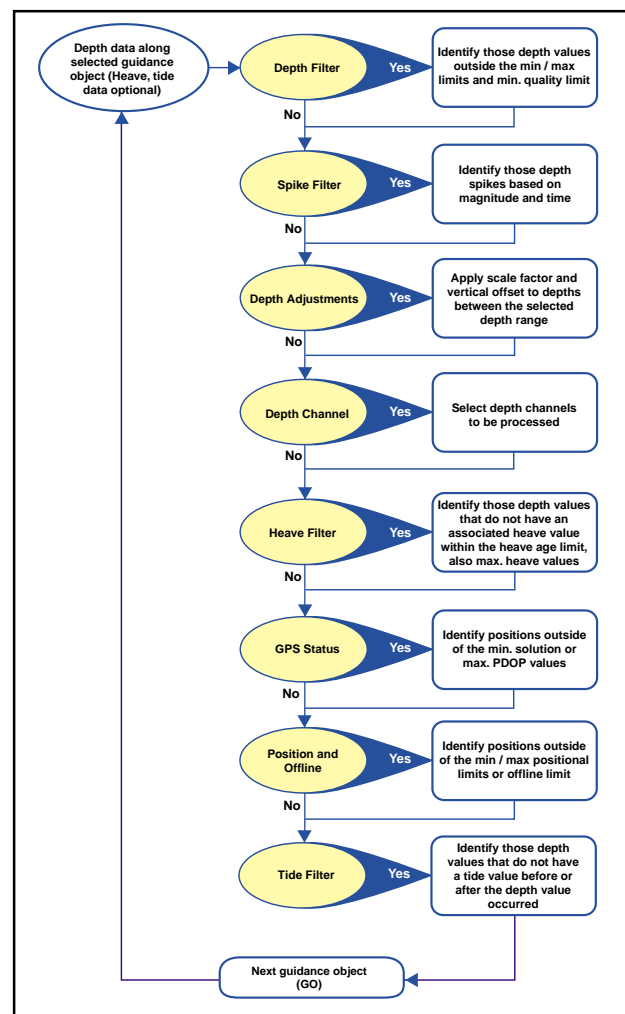 Depth data along
selected guidance
object (Heave, tide
data optional)
Depth Filter
Yes
Identify those depth values
outside the min / max
limits and min. quality limit
No
Spike Filter
Yes
Identify those depth
spikes based on
magnitude and time
No
Depth Adjustments
Yes
Apply scale factor and
vertical offset to depths
between the selected
depth range
No
Depth Channel
Yes
Select depth channels
to be processed
No
Heave Filter
Yes
Identify those depth values
that do not have an
associated heave value
within the heave age limit,
also max. heave values
No
GPS Status
Yes
Identify positions outside
of the min. solution or
max. PDOP values
No
Position and
Offline
Yes
Identify positions outside
of the min / max positional
limits or offline limit
No
Tide Filter
Yes
Identify those depth
values that do not have
a tide value before or
after the depth value
occurred
Next guidance object
(GO)